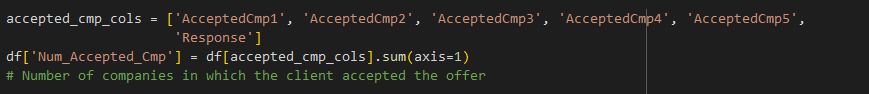 accepted_cmp_cols = ['AcceptedCmp1', 'AcceptedCmp2', 'AcceptedCmp3', 'AcceptedCmp4', 'AcceptedCmp5',
'Response']
df['Num_Accepted_Cmp'] = df[accepted_cmp_cols].sum(axis=1)
# Number of companies in which the client accepted the offer